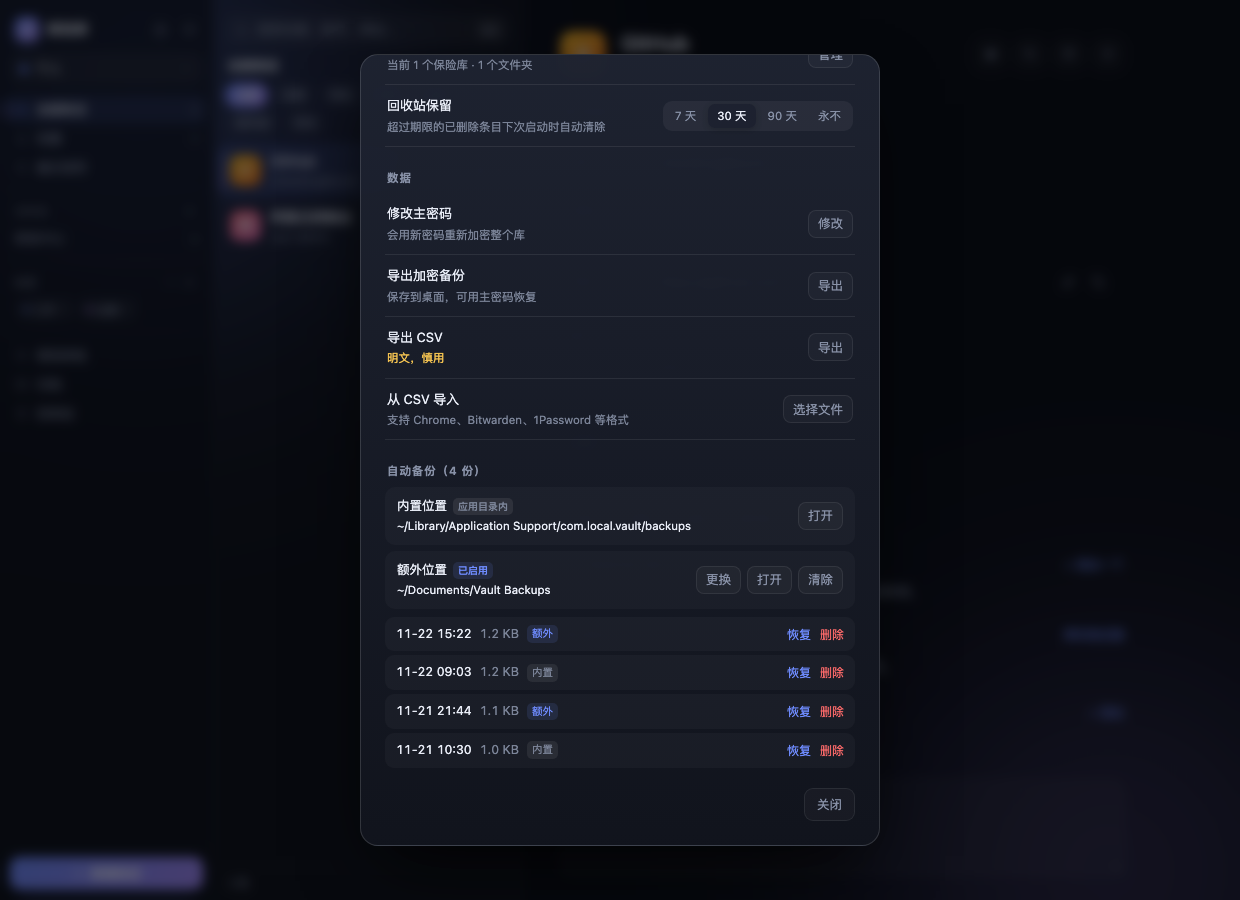 当前 1 个保险库 · 1 个文件夹
管理
回收站保留
超过期限的已删除条目下次启动时自动清除
7 天 30 天 90 天 永不
数据
修改主密码
会用新密码重新加密整个库
修改
导出加密备份
保存到桌面，可用主密码恢复
导出
导出 CSV
明文，慎用
导出
从 CSV 导入
支持 Chrome、Bitwarden、1Password 等格式
选择文件
自动备份（4 份）
内置位置 应用目录内
~/Library/Application Support/com.local.vault/backups
打开
额外位置 已启用
~/Documents/Vault Backups
更换 打开 清除
11-22 15:22 1.2 KB 额外 恢复 删除
11-22 09:03 1.2 KB 内置 恢复 删除
11-21 21:44 1.1 KB 额外 恢复 删除
11-21 10:30 1.0 KB 内置 恢复 删除
关闭